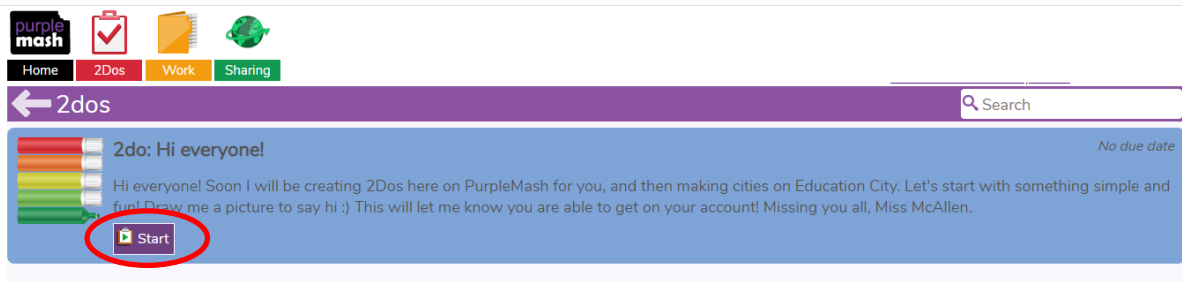 purple
mash
Home 2Dos Work Sharing
2dos
Search
2do: Hi everyone!
No due date
Hi everyone! Soon I will be creating 2Dos here on PurpleMash for you, and then making cities on Education City. Let's start with something simple and
fun! Draw me a picture to say hi :) This will let me know you are able to get on your account! Missing you all, Miss McAllen.
Start